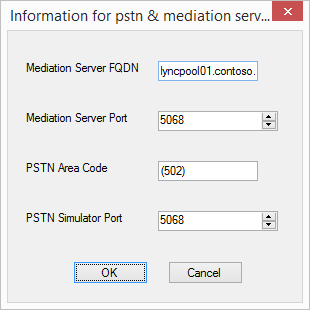 Information for pstn & mediation serv...
Mediation Server FQDN
lyncpool01.contoso.
Mediation Server Port
5068
PSTN Area Code
(502)
PSTN Simulator Port
5068
OK
Cancel